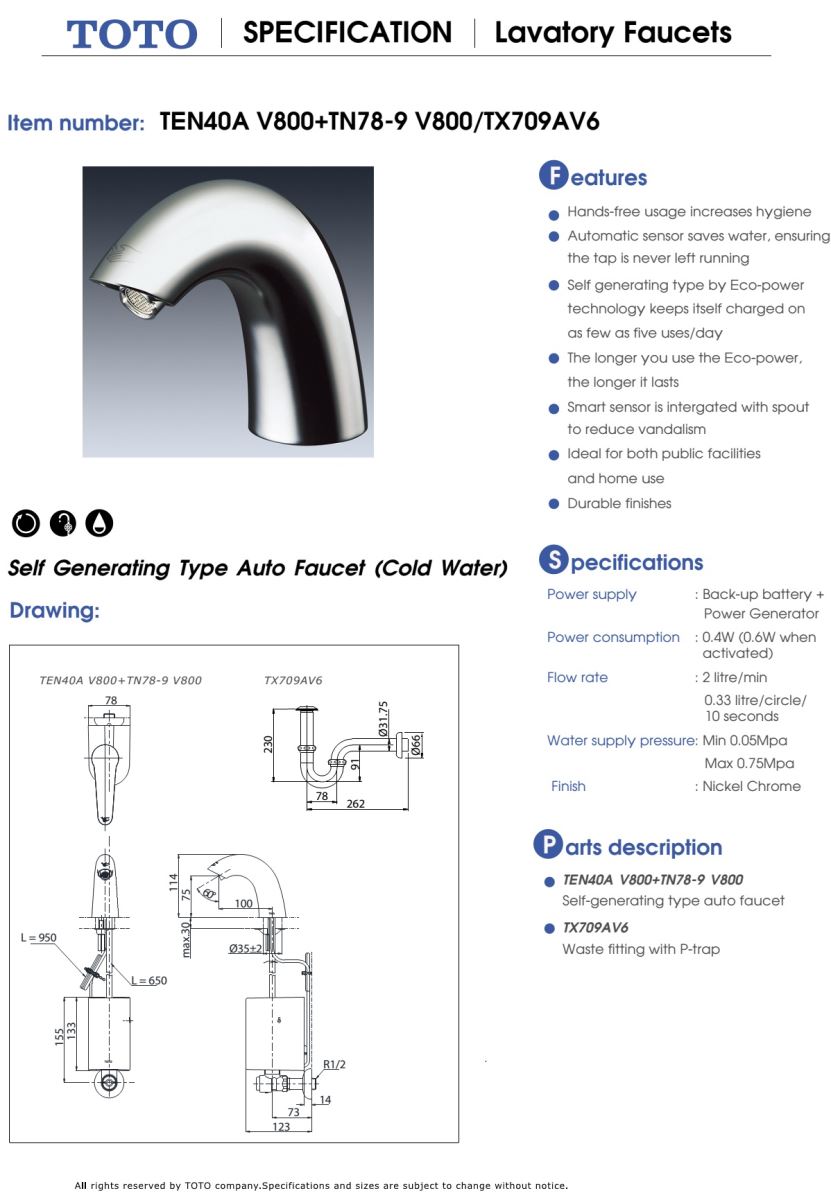 TOTO SPECIFICATION Lavatory Faucets
Item number: TEN40A V800+TN78-9 V800/TX709AV6
Features
Hands-free usage increases hygiene
Automatic sensor saves water, ensuring
the tap is never left running
Self generating type by Eco-power
technology keeps itself charged on
as few as five uses/day
The longer you use the Eco-power,
the longer it lasts
Smart sensor is intergated with spout
to reduce vandalism
Ideal for both public facilities
and home use
Durable finishes
Self Generating Type Auto Faucet (Cold Water)
Drawing:
TEN40A V800+TN78-9 V800
TX709AV6
78
230
Ø31.75
Ø66
91
78
262
114
75
60°
100
max.30
Ø35±2
L = 950
L = 650
155
133
R1/2
14
73
123
Specifications
Power supply : Back-up battery +
Power Generator
Power consumption : 0.4W (0.6W when
activated)
Flow rate : 2 litre/min
0.33 litre/circle/
10 seconds
Water supply pressure: Min 0.05Mpa
Max 0.75Mpa
Finish : Nickel Chrome
Parts description
TEN40A V800+TN78-9 V800
Self-generating type auto faucet
TX709AV6
Waste fitting with P-trap
All rights reserved by TOTO company.Specifications and sizes are subject to change without notice.